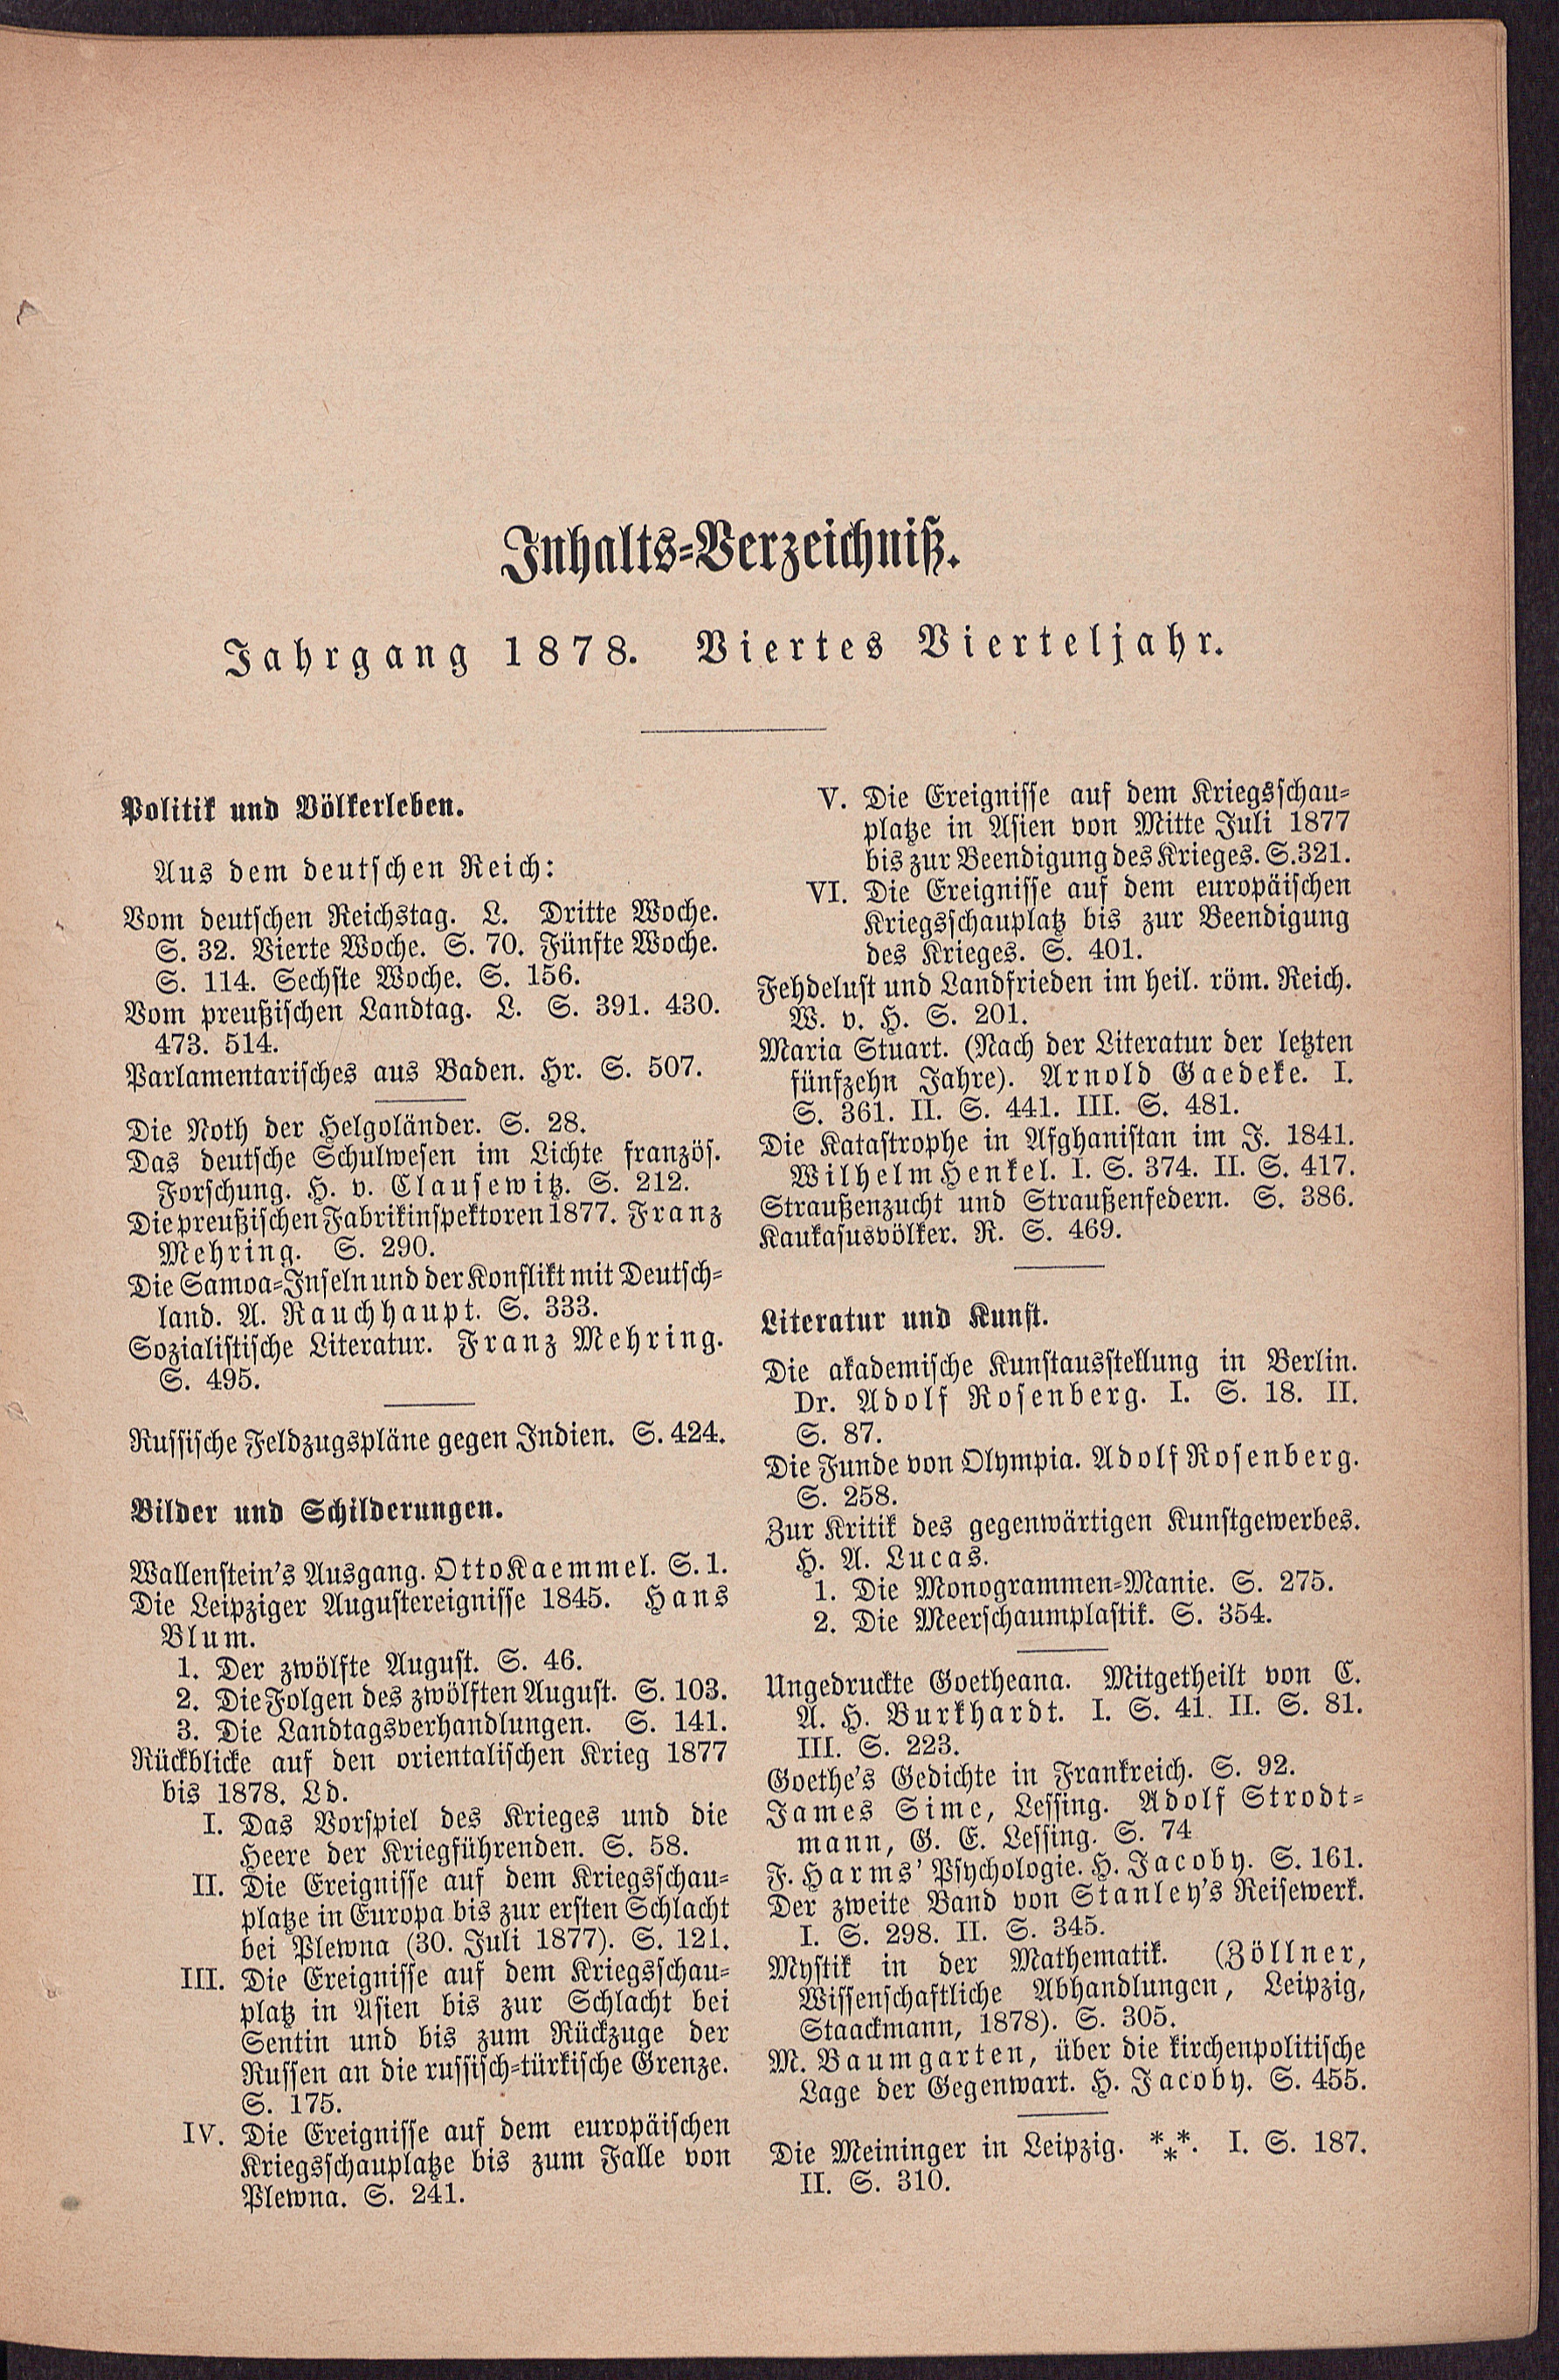 Inhalts-Verzeichniß.
Jahrgang 1878. Viertes Vierteljahr.
Politik und Völkerleben.
Aus dem deutschen Reich:
Vom deutschen Reichstag. L. Dritte Woche.
S. 32. Vierte Woche. S. 70. Fünfte Woche.
S. 114. Sechste Woche. S. 156.
Vom preußischen Landtag. L. S. 391. 430.
473. 514.
Parlamentarisches aus Baden. Hr. S. 507.
Die Noth der Helgoländer. S. 28.
Das deutsche Schulwesen im Lichte französ.
Forschung. H. v. Clausewitz. S. 212.
Die preußischen Fabrikinspektoren 1877. Franz
Mehring. S. 290.
Die Samoa-Inseln und der Konflikt mit Deutsch-
land. A. Rauchhaupt. S. 333.
Sozialistische Literatur. Franz Mehring.
S. 495.
Russische Feldzugspläne gegen Indien. S. 424.
Bilder und Schilderungen.
Wallenstein's Ausgang. Otto Kaemmel. S. 1.
Die Leipziger Augustereignisse 1845. Hans
Blum.
1. Der zwölfte August. S. 46.
2. Die Folgen des zwölften August. S. 103.
3. Die Landtagsverhandlungen. S. 141.
Rückblicke auf den orientalischen Krieg 1877
bis 1878. Ld.
I. Das Vorspiel des Krieges und die
Heere der Kriegführenden. S. 58.
II. Die Ereignisse auf dem Kriegsschau-
platze in Europa bis zur ersten Schlacht
bei Plewna (30. Juli 1877). S. 121.
III. Die Ereignisse auf dem Kriegsschau-
platz in Asien bis zur Schlacht bei
Sentin und bis zum Rückzuge der
Russen an die russisch-türkische Grenze.
S. 175.
IV. Die Ereignisse auf dem europäischen
Kriegsschauplatze bis zum Falle von
Plewna. S. 241.
V. Die Ereignisse auf dem Kriegsschau-
platze in Asien von Mitte Juli 1877
bis zur Beendigung des Krieges. S. 321.
VI. Die Ereignisse auf dem europäischen
Kriegsschauplatz bis zur Beendigung
des Krieges. S. 401.
Fehdelust und Landfrieden im heil. röm. Reich.
W. v. H. S. 201.
Maria Stuart. (Nach der Literatur der letzten
fünfzehn Jahre). Arnold Gaedeke. I.
S. 361. II. S. 441. III. S. 481.
Die Katastrophe in Afghanistan im J. 1841.
Wilhelm Henkel. I. S. 374. II. S. 417.
Straußenzucht und Straußenfedern. S. 386.
Kaukasusvölker. R. S. 469.
Literatur und Kunst.
Die akademische Kunstausstellung in Berlin.
Dr. Adolf Rosenberg. I. S. 18. II.
S. 87.
Die Funde von Olympia. Adolf Rosenberg.
S. 258.
Zur Kritik des gegenwärtigen Kunstgewerbes.
H. A. Lucas.
1. Die Monogrammen-Manie. S. 275.
2. Die Meerschaumplastik. S. 354.
Ungedruckte Goetheana. Mitgetheilt von C.
A. H. Burkhardt. I. S. 41. II. S. 81.
III. S. 223.
Goethe's Gedichte in Frankreich. S. 92.
James Sime, Lessing. Adolf Strodt-
mann, G. E. Lessing. S. 74
F. Harms' Psychologie. H. Jacoby. S. 161.
Der zweite Band von Stanley's Reisewerk.
I. S. 298. II. S. 345.
Mystik in der Mathematik. (Zöllner,
Wissenschaftliche Abhandlungen, Leipzig,
Staackmann, 1878). S. 305.
M. Baumgarten, über die kirchenpolitische
Lage der Gegenwart. H. Jacoby. S. 455.
Die Meininger in Leipzig. ***. I. S. 187.
II. S. 310.